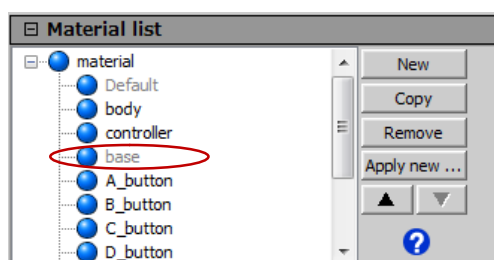 Material list
material
Default
body
controller
base
A_button
B_button
C_button
D_button
New
Copy
Remove
Apply new ...